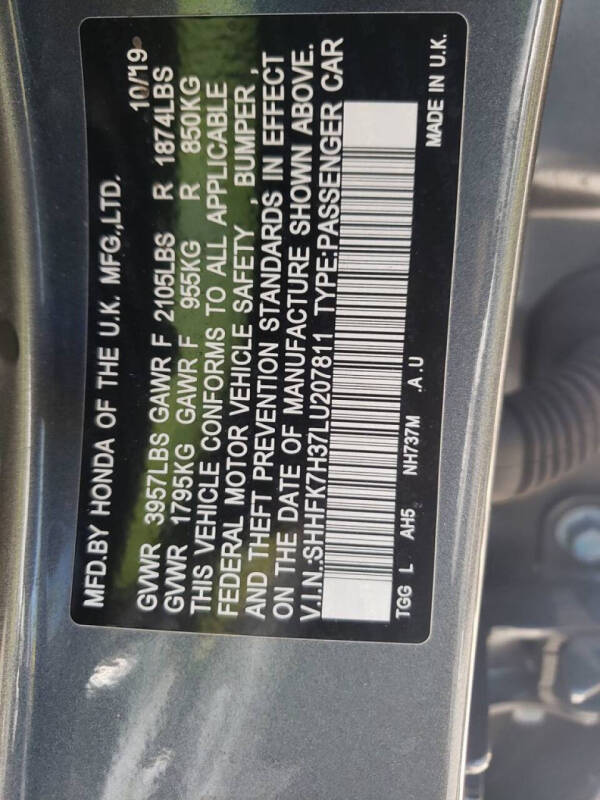 MFD.BY HONDA OF THE U.K. MFG.,LTD. 10/19
GVWR 3957LBS GAWR F 2105LBS R 1874LBS
GVWR 1795KG GAWR F 955KG R 850KG
THIS VEHICLE CONFORMS TO ALL APPLICABLE
FEDERAL MOTOR VEHICLE SAFETY , BUMPER ,
AND THEFT PREVENTION STANDARDS IN EFFECT
ON THE DATE OF MANUFACTURE SHOWN ABOVE.
V.I.N.:SHHFK7H37LU207811 TYPE:PASSENGER CAR
TGG L AH5 NH737M .A .U MADE IN U.K.